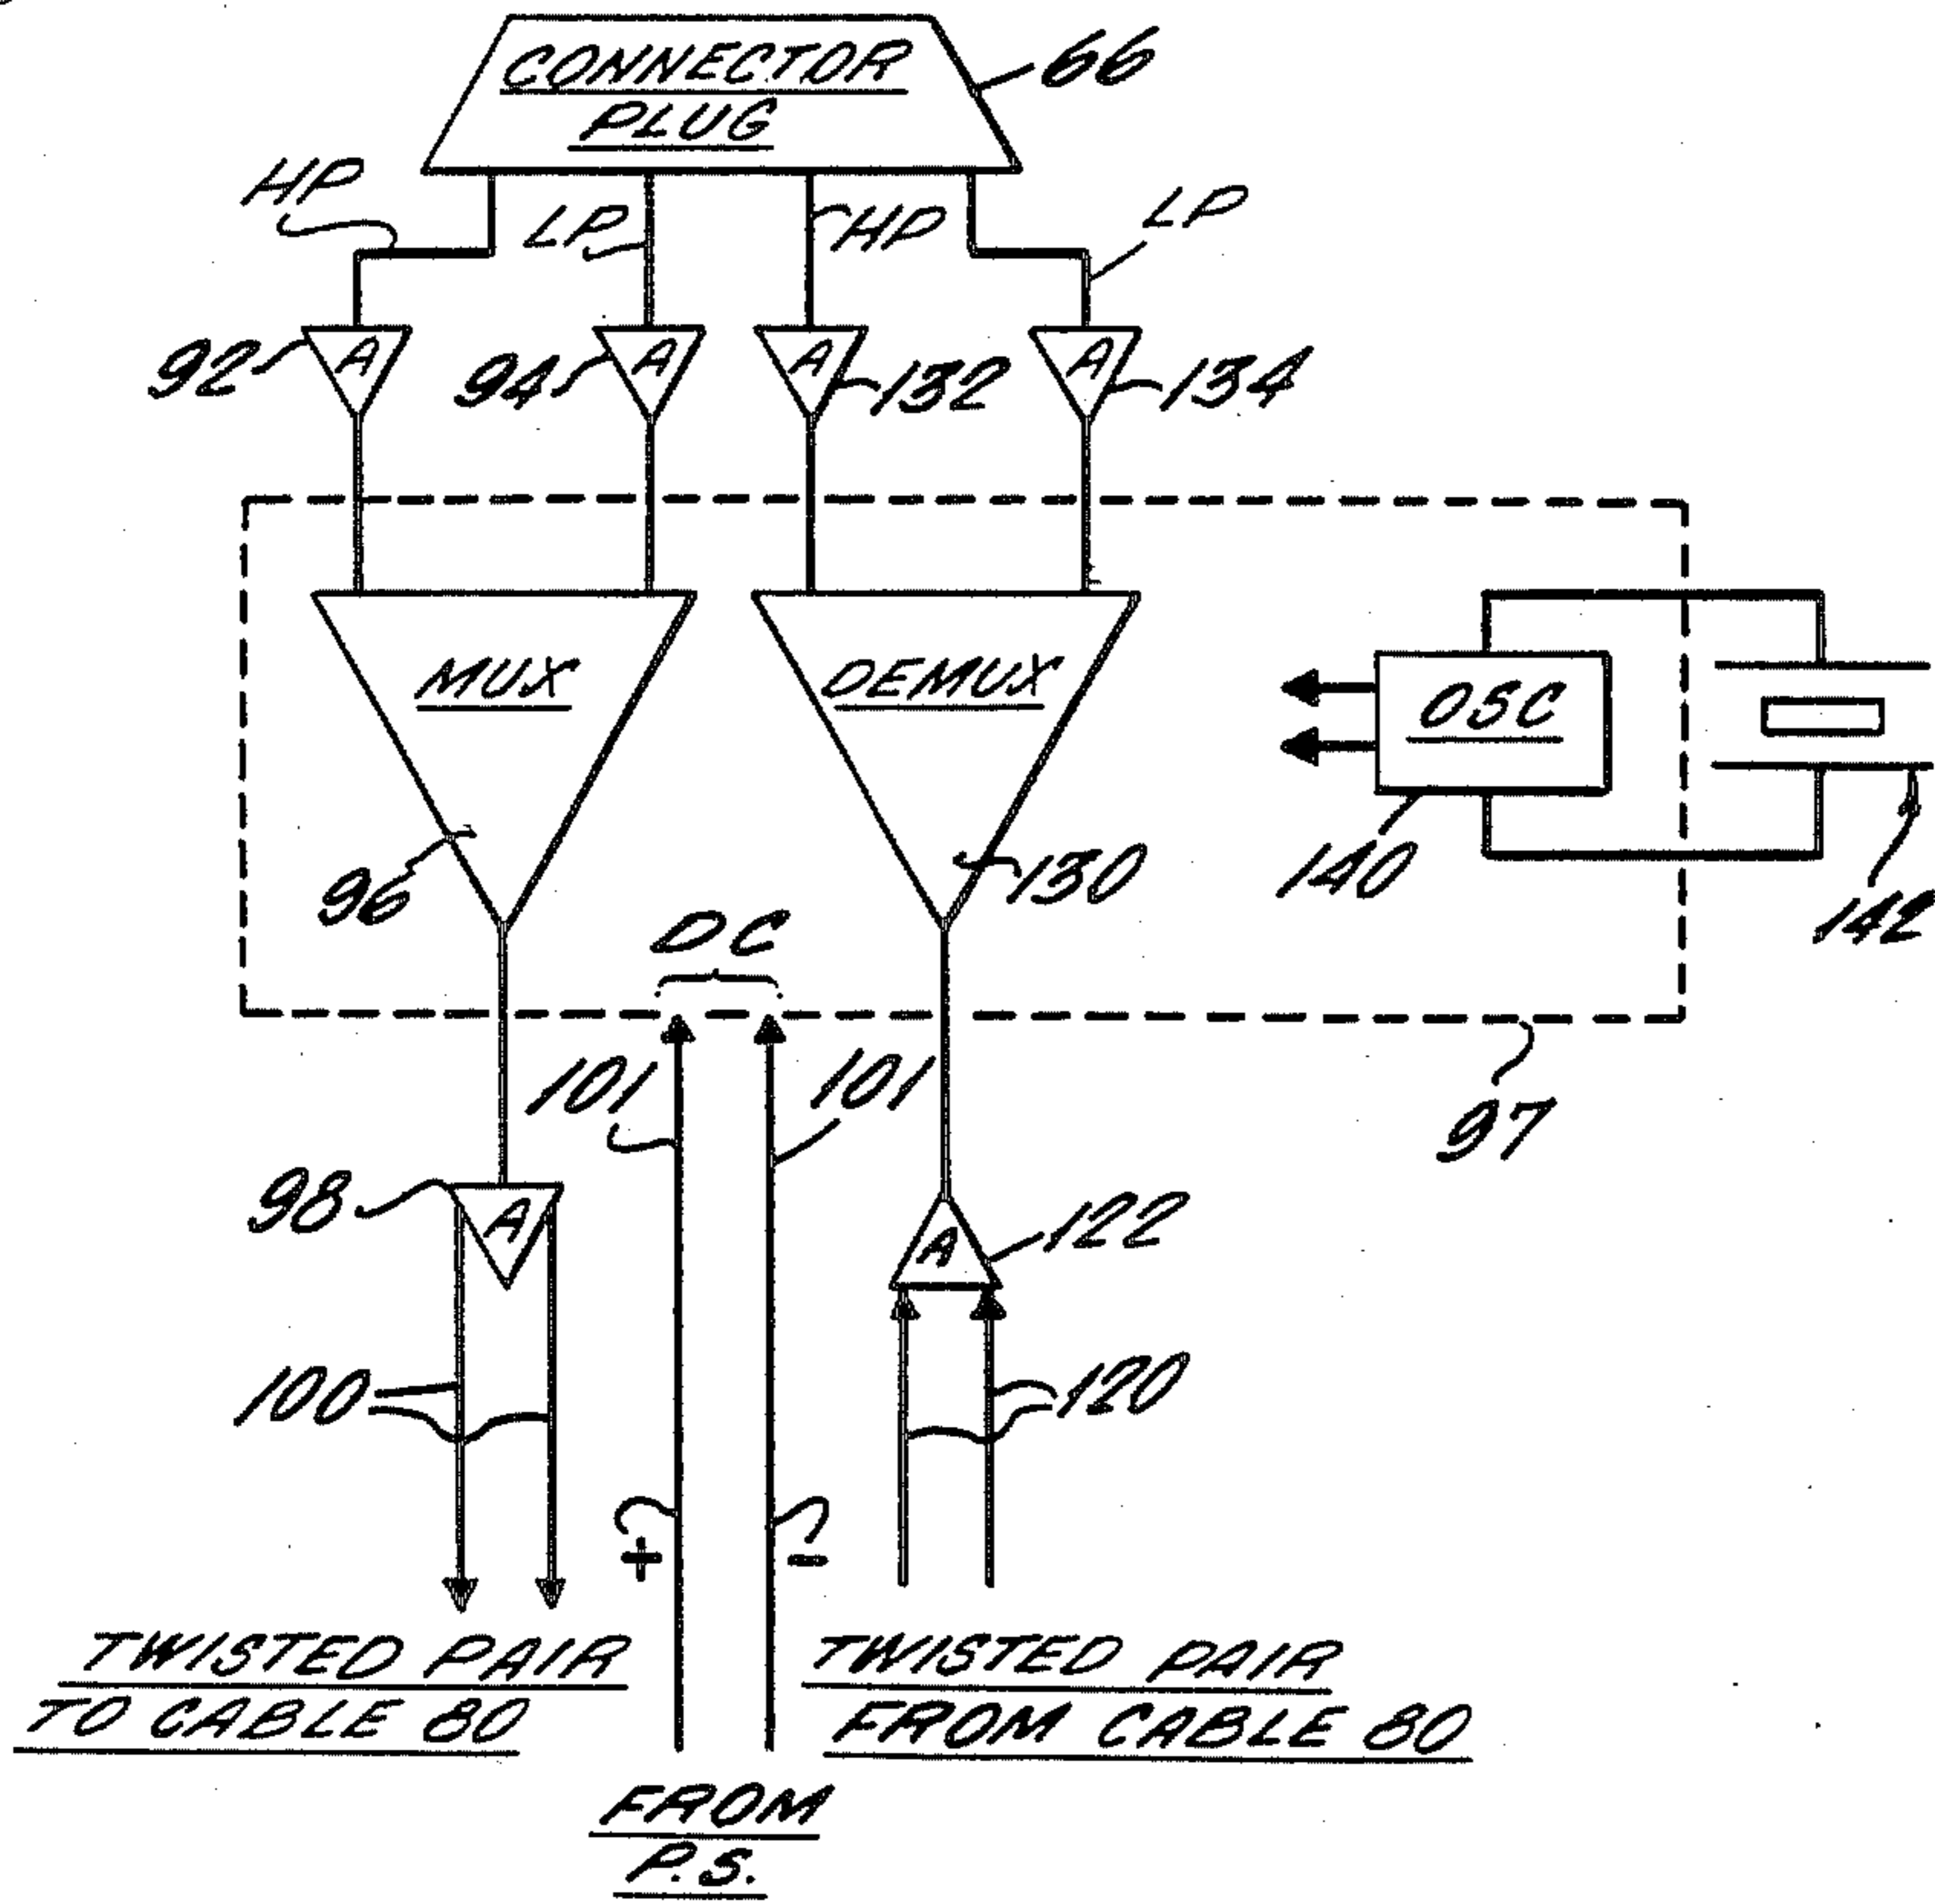 CONNECTOR
PLUG
66
HP
LP
HP
LP
92
A
94
A
A
132
A
134
MUX
DEMUX
OSC
96
130
140
142
DC
101
101
97
98
A
A
122
100
120
+
-
TWISTED PAIR
TO CABLE 80
TWISTED PAIR
FROM CABLE 80
FROM
P.S.